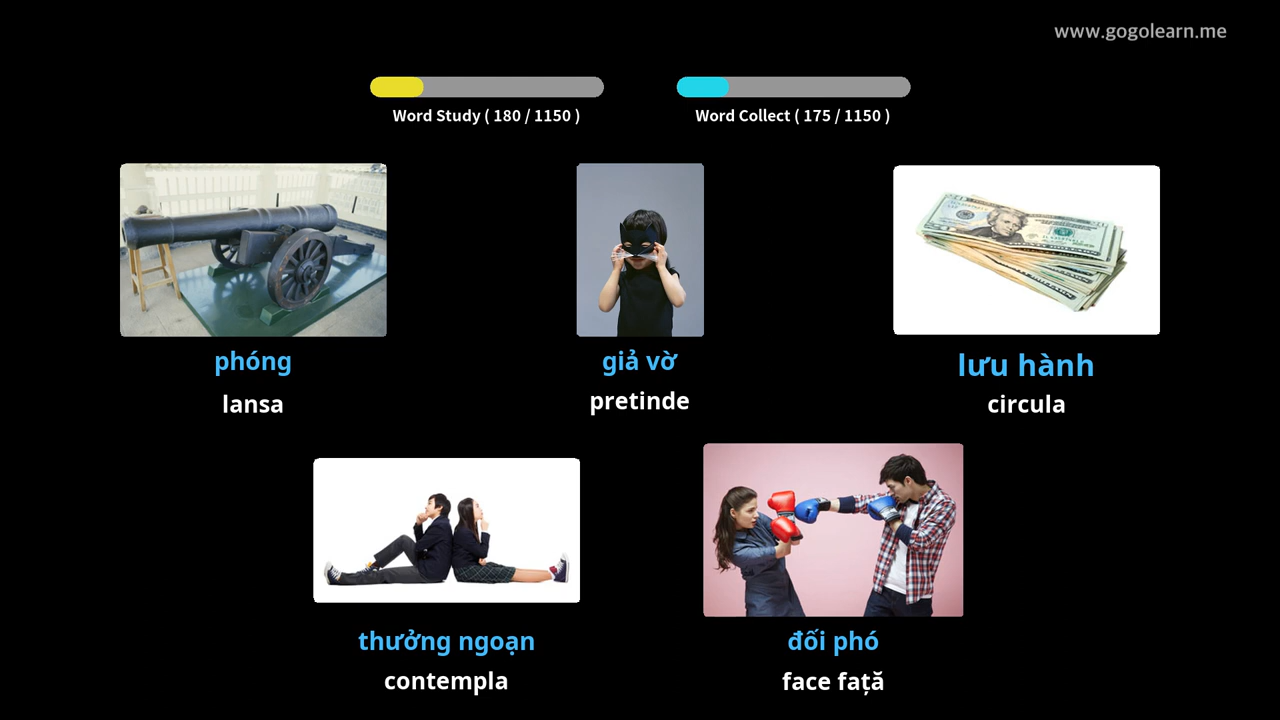 www.gogolearn.me
Word Study ( 180 / 1150 )
Word Collect ( 175 / 1150 )
phóng
lansa
giả vờ
pretinde
lưu hành
circula
thưởng ngoạn
contempla
đối phó
face față